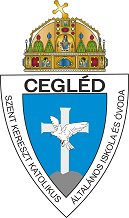 CEGLÉD
SZENT KERESZT KATOLIKUS
ÁLTALÁNOS ISKOLA ÉS ÓVODA